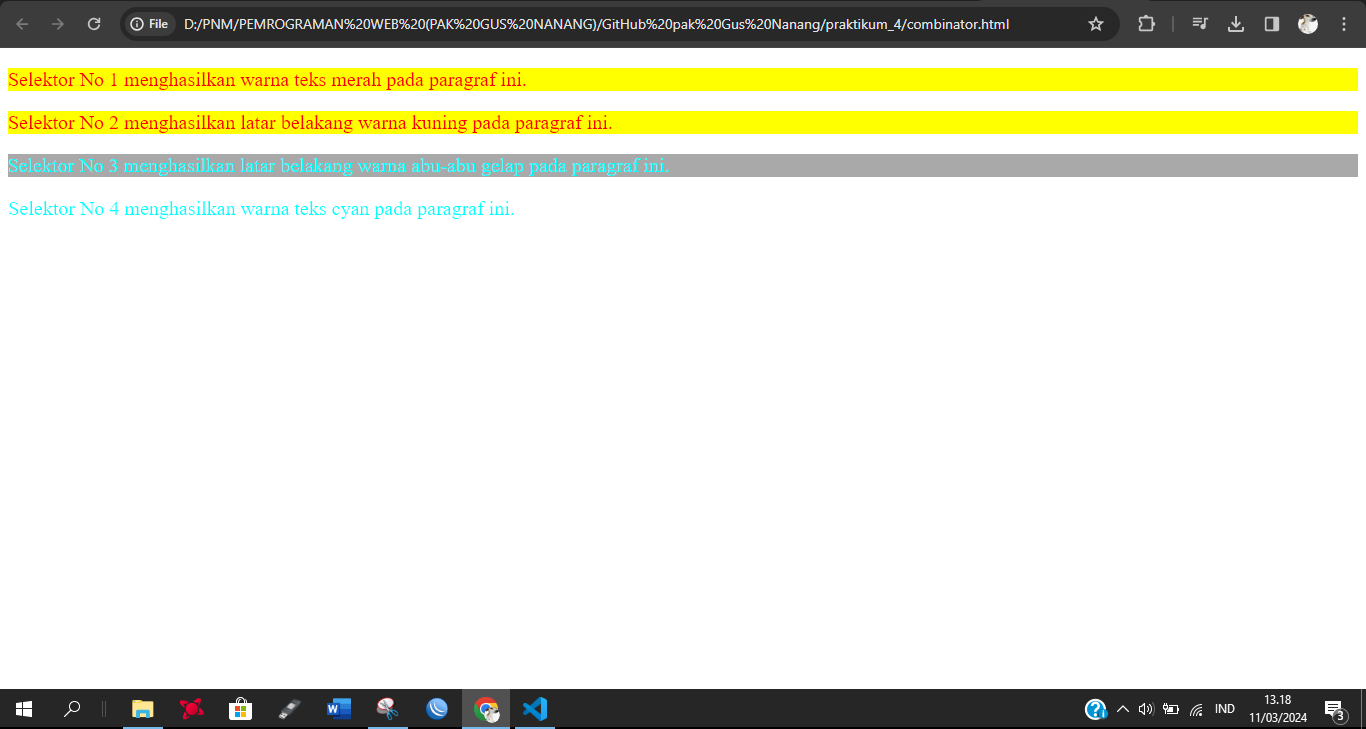 File
D:/PNM/PEMROGRAMAN%20WEB%20(PAK%20GUS%20NANANG)/GitHub%20pak%20Gus%20Nanang/praktikum_4/combinator.html
Selektor No 1 menghasilkan warna teks merah pada paragraf ini.
Selektor No 2 menghasilkan latar belakang warna kuning pada paragraf ini.
Selektor No 3 menghasilkan latar belakang warna abu-abu gelap pada paragraf ini.
Selektor No 4 menghasilkan warna teks cyan pada paragraf ini.
IND
13.18
11/03/2024
3